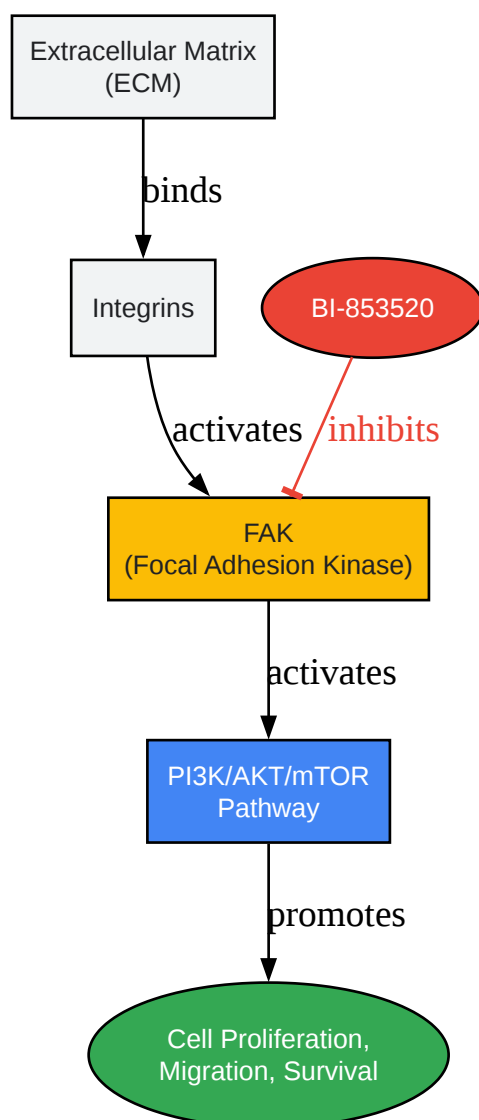 Extracellular Matrix
(ECM)
binds
Integrins
BI-853520
activates
inhibits
FAK
(Focal Adhesion Kinase)
activates
PI3K/AKT/mTOR
Pathway
promotes
Cell Proliferation,
Migration, Survival